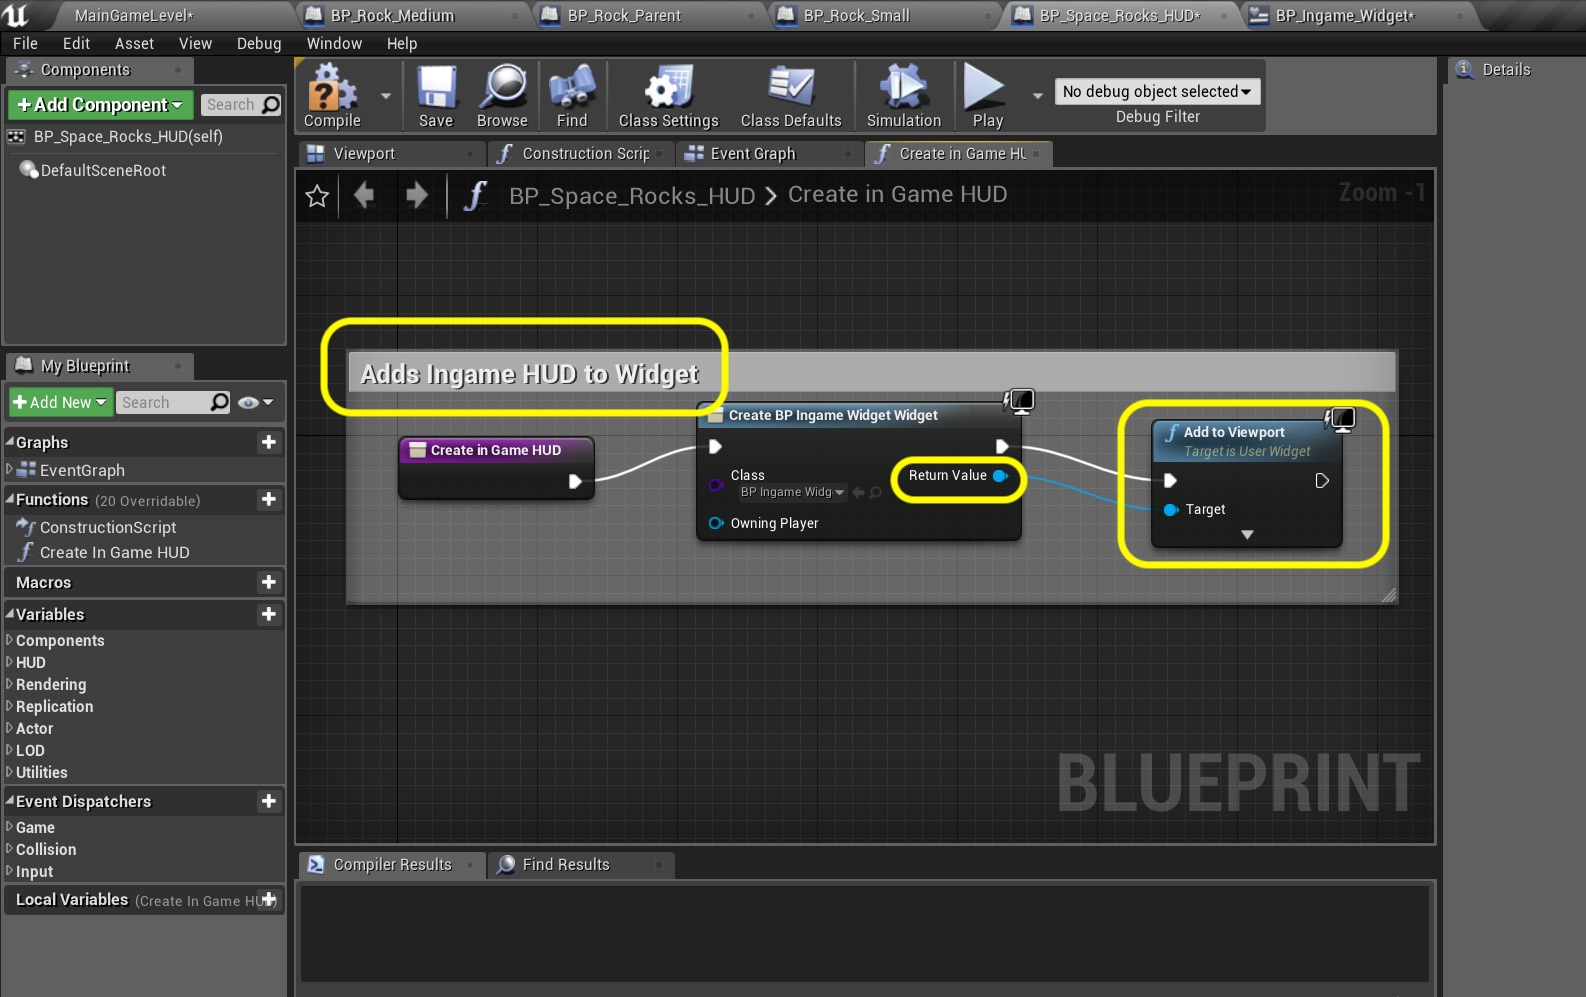 MainGameLevel*
BP_Rock_Medium
BP_Rock_Parent
BP_Rock_Small
BP_Space_Rocks_HUD*
BP_Ingame_Widget*
File Edit Asset View Debug Window Help
Components
Add Component
Search
BP_Space_Rocks_HUD(self)
DefaultSceneRoot
My Blueprint
Add New
Search
Graphs
EventGraph
Functions (20 Overridable)
ConstructionScript
Create In Game HUD
Macros
Variables
Components
HUD
Rendering
Replication
Actor
LOD
Utilities
Event Dispatchers
Game
Collision
Input
Local Variables (Create In Game HUD)
Compile
Save
Browse
Find
Class Settings
Class Defaults
Simulation
Play
No debug object selected
Debug Filter
Viewport
Construction Scrip
Event Graph
Create in Game HU
BP_Space_Rocks_HUD > Create in Game HUD
Zoom -1
Adds Ingame HUD to Widget
Create in Game HUD
Create BP Ingame Widget Widget
Class
BP Ingame Widg
Return Value
Owning Player
Add to Viewport
Target is User Widget
Target
BLUEPRINT
Compiler Results
Find Results
Details